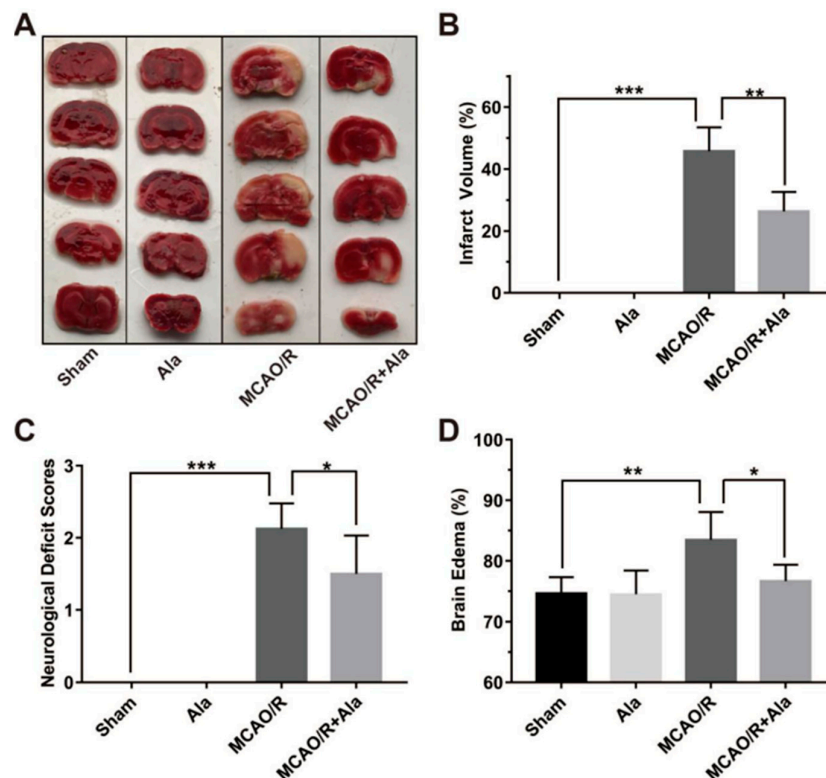 A
Sham
Ala
MCAO/R
MCAO/R+Ala
B
Infarct Volume (%)
60
40
20
0
***
**
Sham
Ala
MCAO/R
MCAO/R+Ala
C
Neurological Deficit Scores
3
2
1
0
***
*
Sham
Ala
MCAO/R
MCAO/R+Ala
D
Brain Edema (%)
100
90
80
70
60
**
*
Sham
Ala
MCAO/R
MCAO/R+Ala